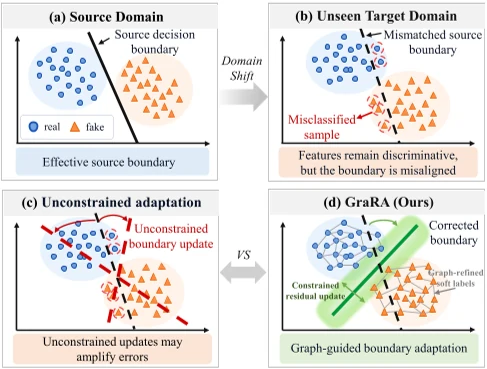 (a) Source Domain
Source decision
boundary
real
fake
Effective source boundary
Domain
Shift
(b) Unseen Target Domain
Mismatched source
boundary
Misclassified
sample
Features remain discriminative,
but the boundary is misaligned
(c) Unconstrained adaptation
Unconstrained
boundary update
Unconstrained updates may
amplify errors
VS
(d) GraRA (Ours)
Corrected
boundary
Graph-refined
soft labels
Constrained
residual update
Graph-guided boundary adaptation